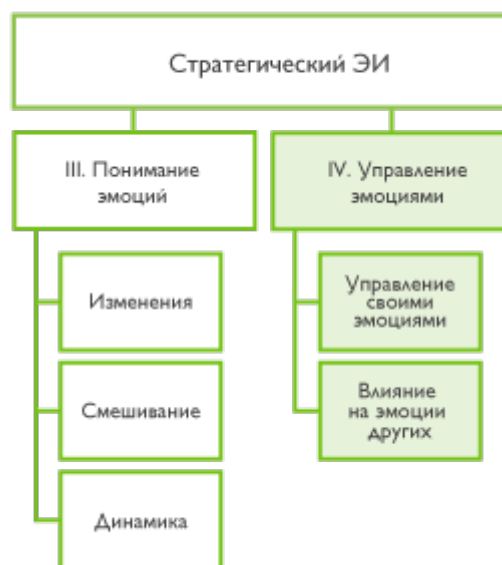 Стратегический ЭИ
III. Понимание
эмоций
IV. Управление
эмоциями
Изменения
Смешивание
Динамика
Управление
своими
эмоциями
Влияние
на эмоции
других